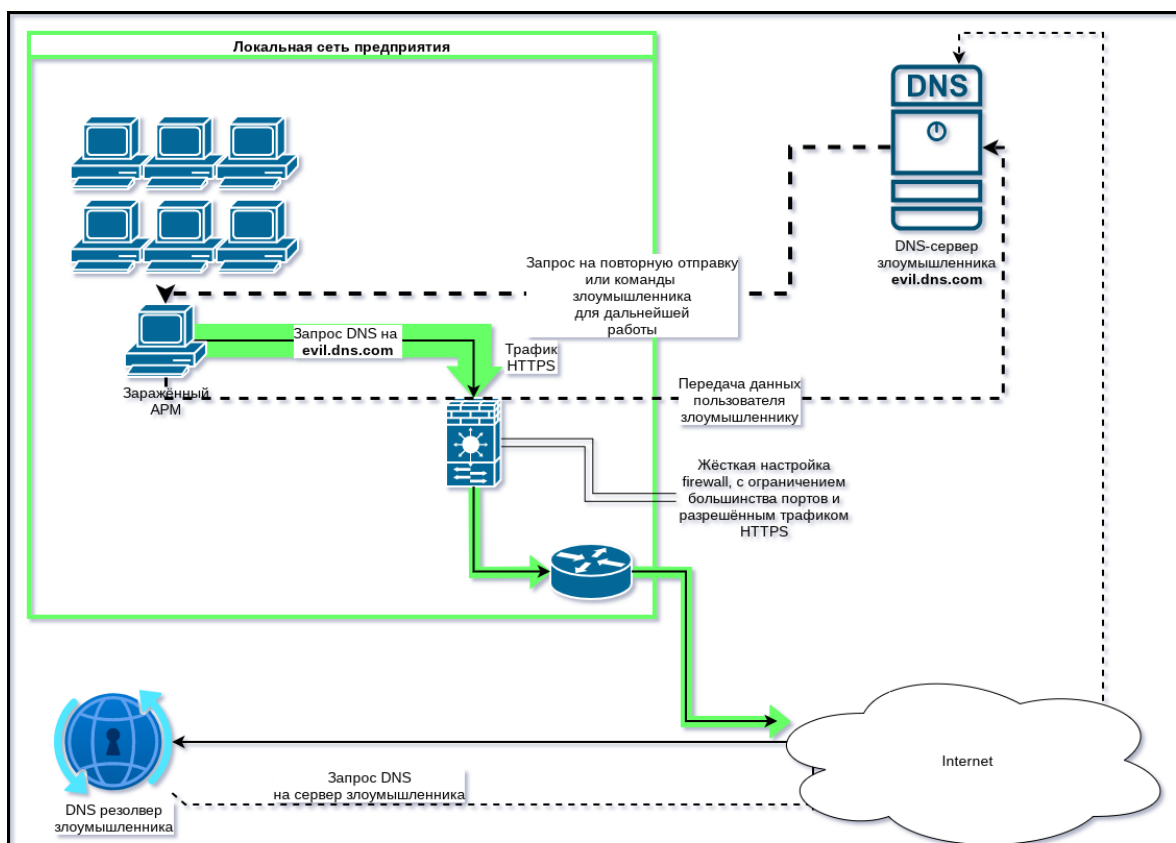 Локальная сеть предприятия
DNS
DNS-сервер
злоумышленника
evil.dns.com
Запрос на повторную отправку
или команды
злоумышленника
для дальнейшей
работы
Запрос DNS на
evil.dns.com
Трафик
HTTPS
Заражённый
АРМ
Передача данных
пользователя
злоумышленнику
Жёсткая настройка
firewall, с ограничением
большинства портов и
разрешённым трафиком
HTTPS
Internet
Запрос DNS
на сервер злоумышленника
DNS резолвер
злоумышленника